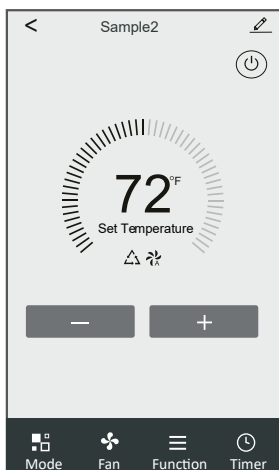 < Sample2
72°F
Set Temperature
A
— +
Mode Fan Function Timer